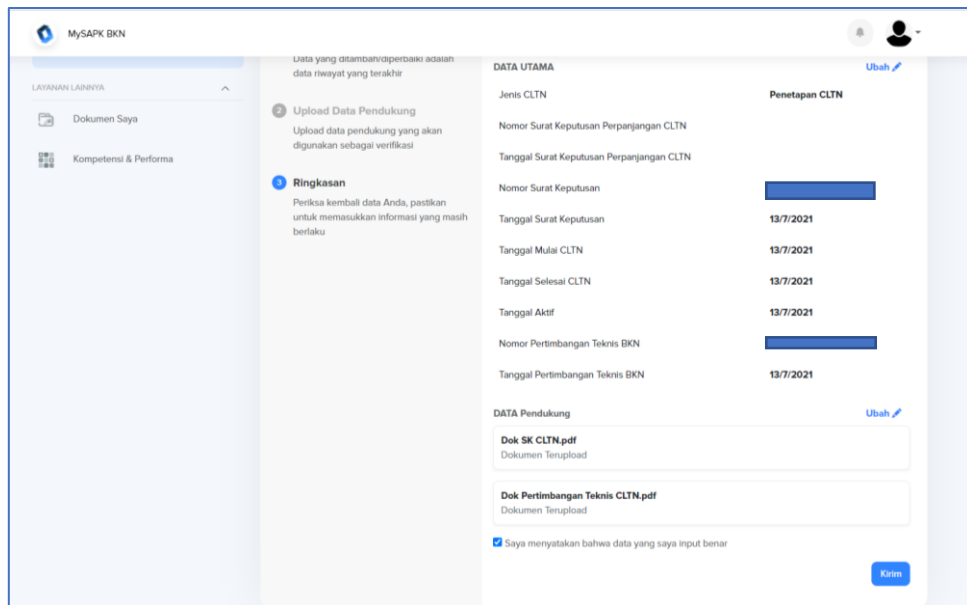 MySAPK BKN
LAYANAN LAINNYA
Dokumen Saya
Kompetensi & Performa
Data yang ditambah/diperbaiki adalah
data riwayat yang terakhir
2 Upload Data Pendukung
Upload data pendukung yang akan
digunakan sebagai verifikasi
3 Ringkasan
Periksa kembali data Anda, pastikan
untuk memasukkan informasi yang masih
berlaku
DATA UTAMA Ubah
Jenis CLTN Penetapan CLTN
Nomor Surat Keputusan Perpanjangan CLTN
Tanggal Surat Keputusan Perpanjangan CLTN
Nomor Surat Keputusan
Tanggal Surat Keputusan 13/7/2021
Tanggal Mulai CLTN 13/7/2021
Tanggal Selesai CLTN 13/7/2021
Tanggal Aktif 13/7/2021
Nomor Pertimbangan Teknis BKN
Tanggal Pertimbangan Teknis BKN 13/7/2021
DATA Pendukung Ubah
Dok SK CLTN.pdf
Dokumen Terupload
Dok Pertimbangan Teknis CLTN.pdf
Dokumen Terupload
Saya menyatakan bahwa data yang saya input benar
Kirim